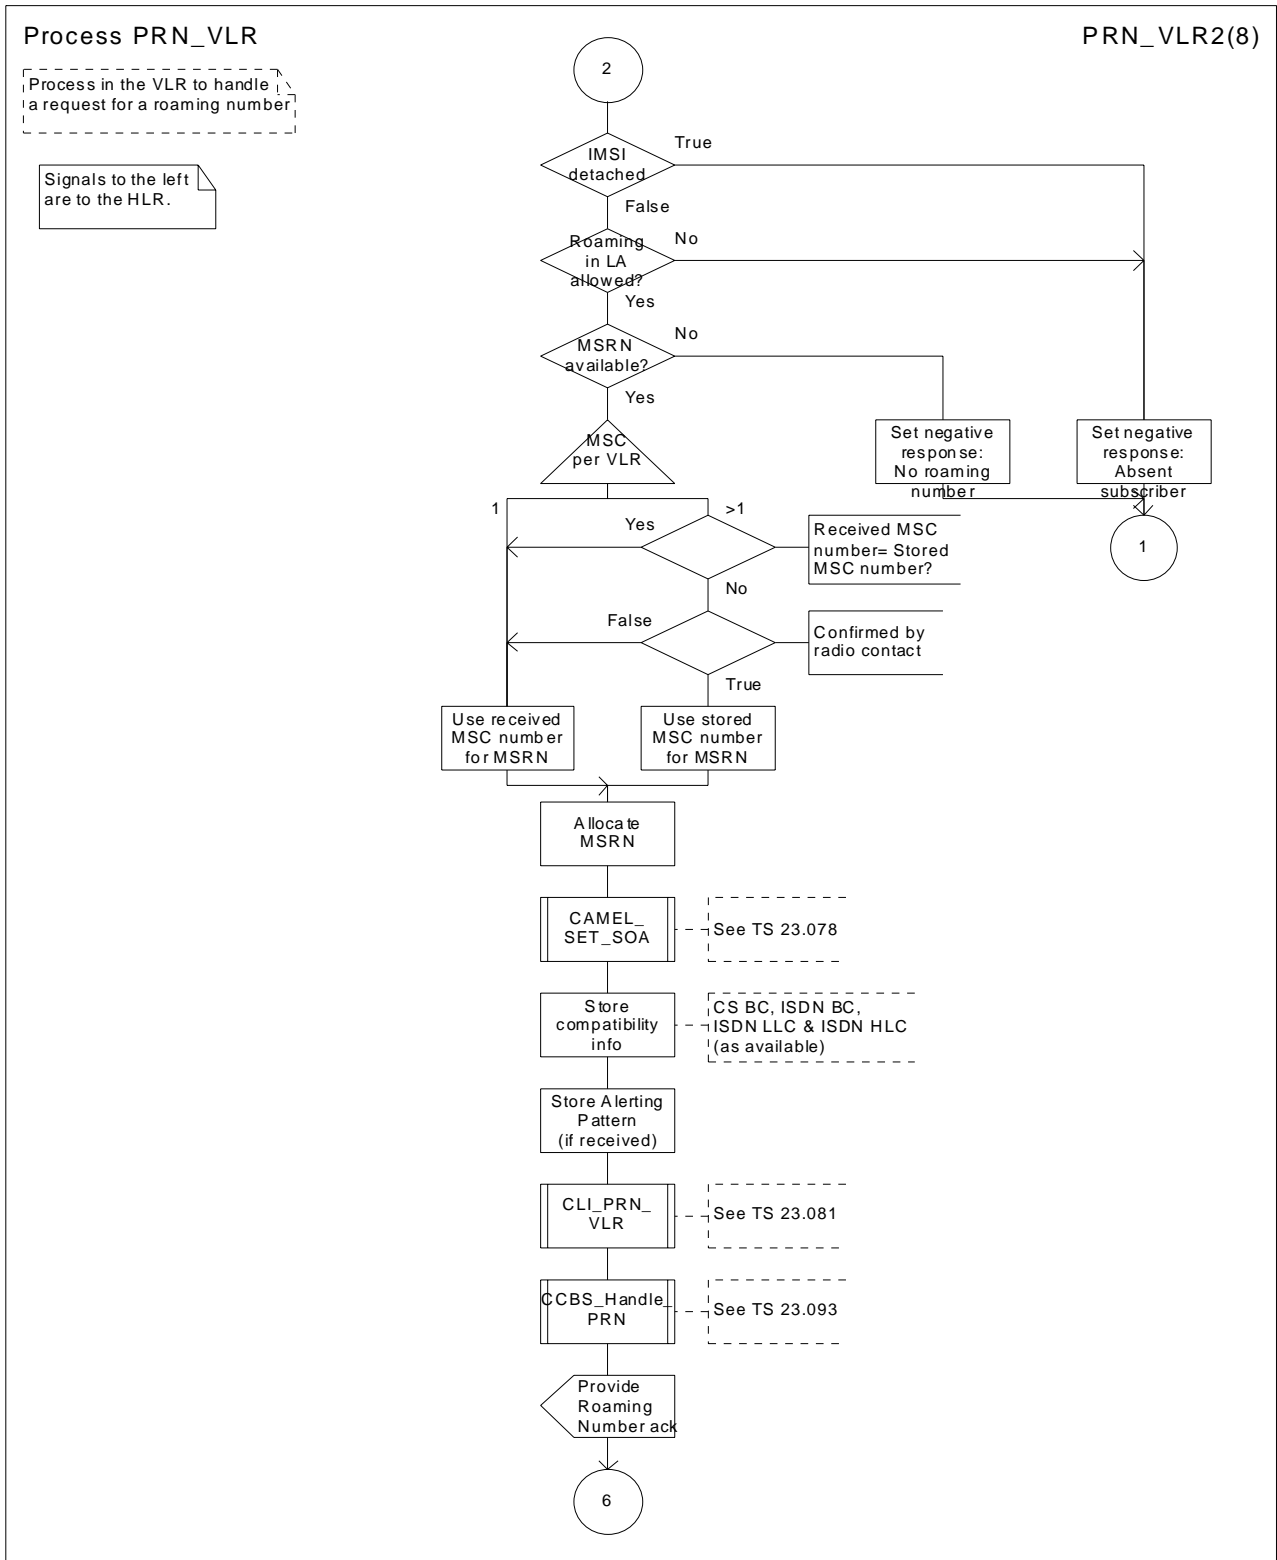 Process PRN_VLR
PRN_VLR2(8)
Process in the VLR to handle
a request for a roaming number
Signals to the left
are to the HLR.
2
IMSI
detached
True
False
Roaming
in LA
allowed?
No
Yes
MSRN
available?
No
Yes
MSC
per VLR
Set negative
response:
No roaming
number
Set negative
response:
Absent
subscriber
1
>1
Yes
Received MSC
number= Stored
MSC number?
1
No
False
Confirmed by
radio contact
True
Use received
MSC number
for MSRN
Use stored
MSC number
for MSRN
Allocate
MSRN
CAMEL_
SET_SOA
See TS 23.078
Store
compatibility
info
CS BC, ISDN BC,
ISDN LLC & ISDN HLC
(as available)
Store Alerting
Pattern
(if received)
CLI_PRN_
VLR
See TS 23.081
CCBS_Handle_
PRN
See TS 23.093
Provide
Roaming
Number ack
6